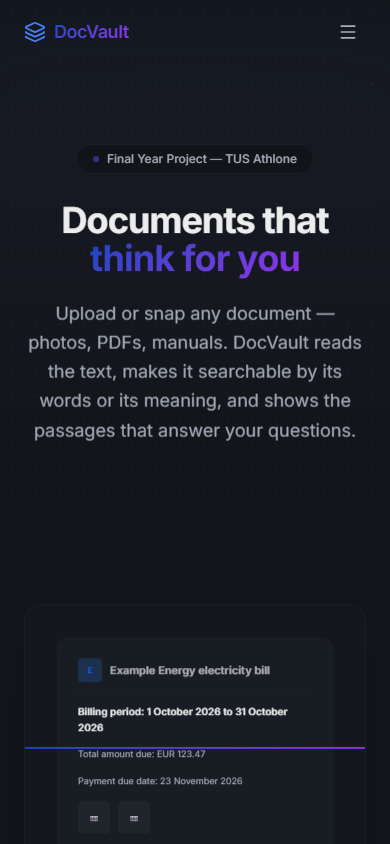 DocVault
Final Year Project — TUS Athlone
Documents that
think for you
Upload or snap any document —
photos, PDFs, manuals. DocVault reads
the text, makes it searchable by its
words or its meaning, and shows the
passages that answer your questions.
E
Example Energy electricity bill
Billing period: 1 October 2026 to 31 October
2026
Total amount due: EUR 123.47
Payment due date: 23 November 2026